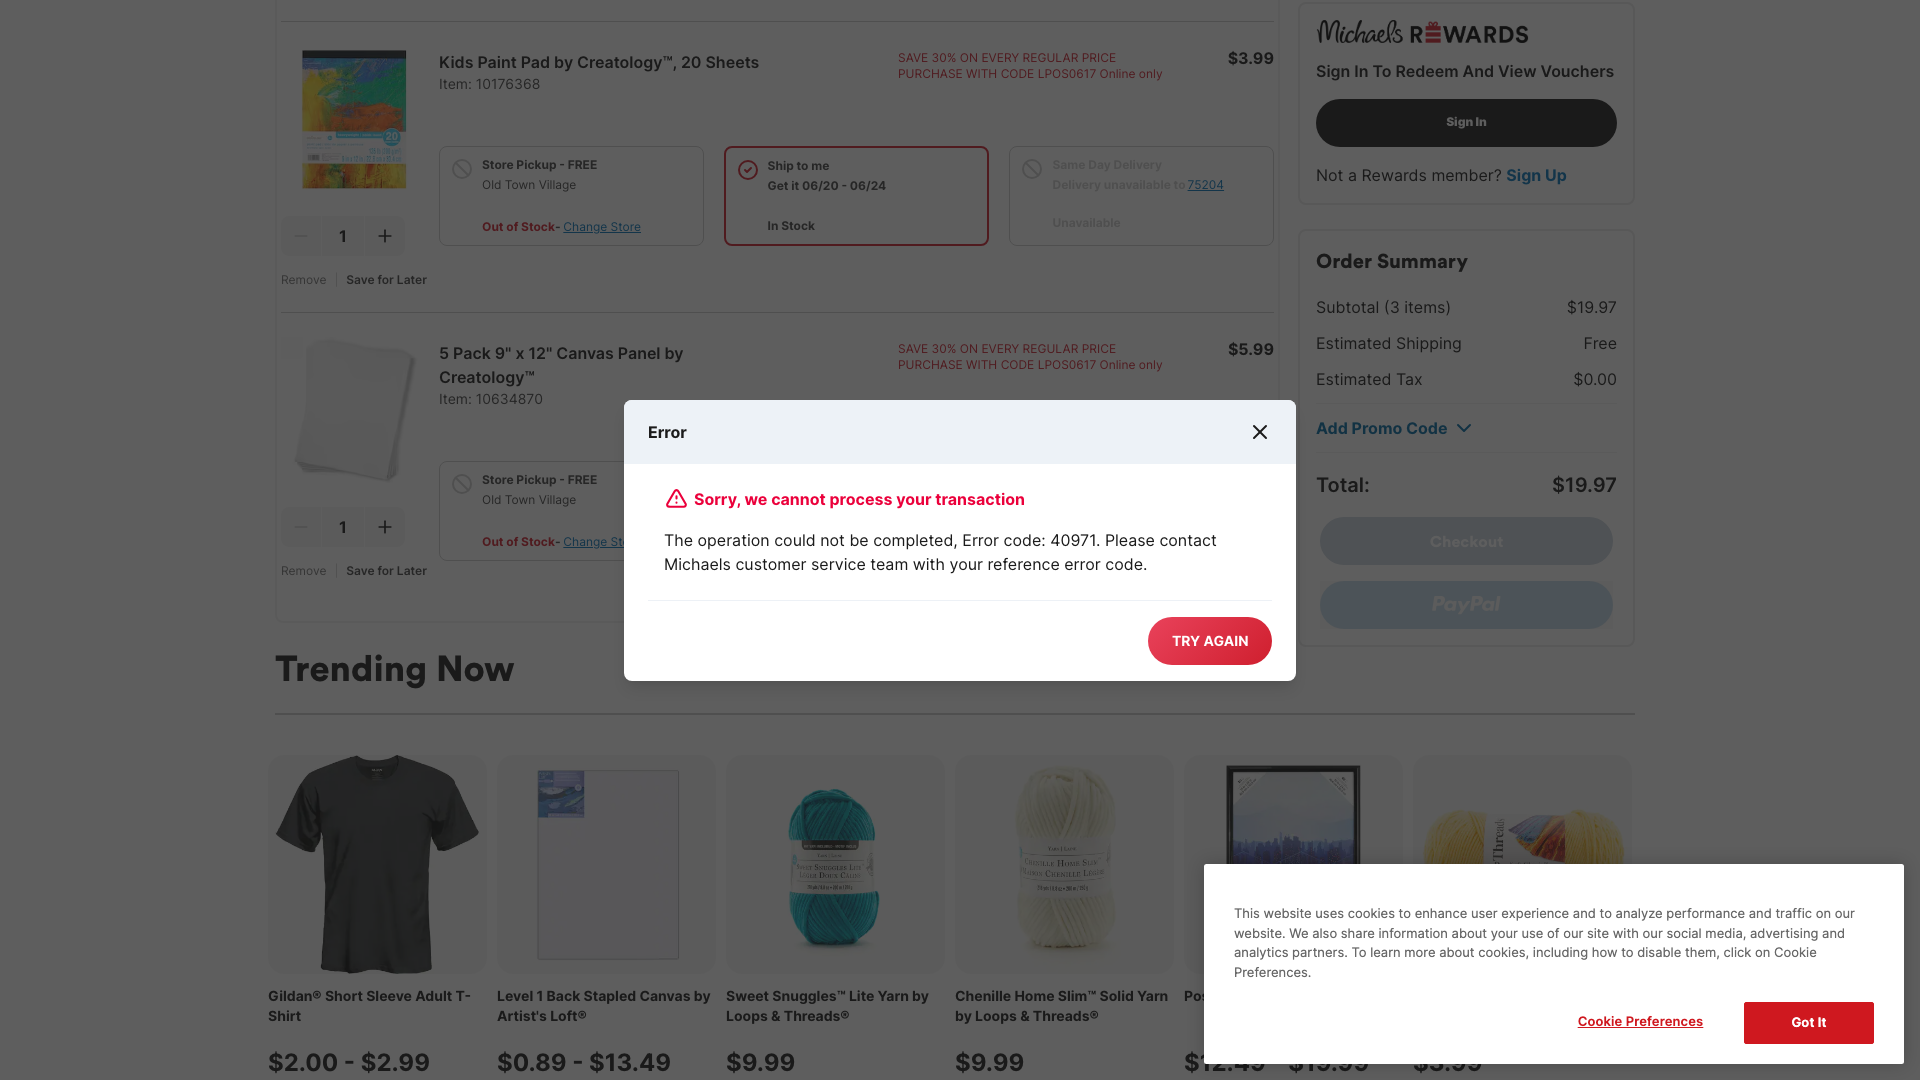 Kids Paint Pad by Creatology™, 20 Sheets
Item: 10176368
SAVE 30% ON EVERY REGULAR PRICE
PURCHASE WITH CODE LPOS0617 Online only
$3.99
Store Pickup - FREE
Old Town Village
Out of Stock- Change Store
Ship to me
Get it 06/20 - 06/24
In Stock
Same Day Delivery
Delivery unavailable to 75204
Unavailable
1
Remove
Save for Later
5 Pack 9" x 12" Canvas Panel by
Creatology™
Item: 10634870
SAVE 30% ON EVERY REGULAR PRICE
PURCHASE WITH CODE LPOS0617 Online only
$5.99
Store Pickup - FREE
Old Town Village
Out of Stock-
1
Remove
Save for Later
Michaels REWARDS
Sign In To Redeem And View Vouchers
Sign In
Not a Rewards member? Sign Up
Order Summary
Subtotal (3 items) $19.97
Estimated Shipping Free
Estimated Tax $0.00
Add Promo Code
Total: $19.97
Checkout
PayPal
Error
Sorry, we cannot process your transaction
The operation could not be completed, Error code: 40971. Please contact
Michaels customer service team with your reference error code.
TRY AGAIN
Trending Now
Gildan® Short Sleeve Adult T-
Shirt
$2.00 - $2.99
Level 1 Back Stapled Canvas by
Artist's Loft®
$0.89 - $13.49
Sweet Snuggles™ Lite Yarn by
Loops & Threads®
$9.99
Chenille Home Slim™ Solid Yarn
by Loops & Threads®
$9.99
This website uses cookies to enhance user experience and to analyze performance and traffic on our
website. We also share information about your use of our site with our social media, advertising and
analytics partners. To learn more about cookies, including how to disable them, click on Cookie
Preferences.
Cookie Preferences
Got It